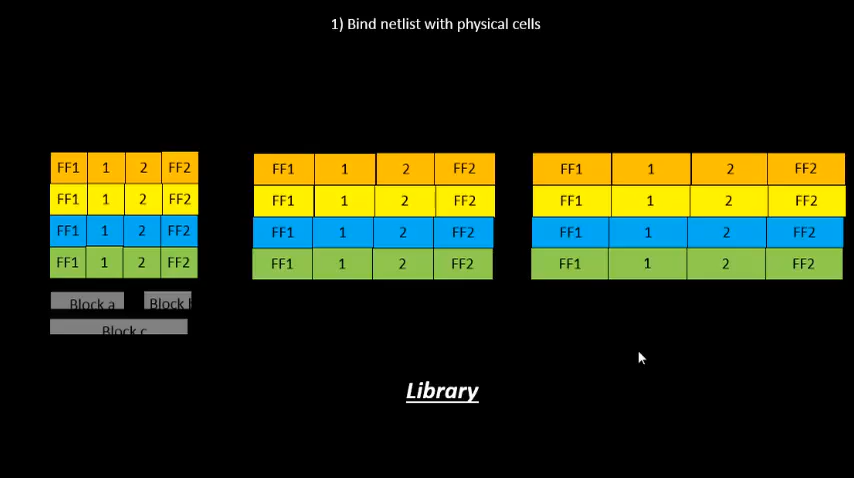 1) Bind netlist with physical cells
FF1 1 2 FF2 FF1 1 2 FF2 FF1 1 2 FF2
FF1 1 2 FF2 FF1 1 2 FF2 FF1 1 2 FF2
FF1 1 2 FF2 FF1 1 2 FF2 FF1 1 2 FF2
FF1 1 2 FF2 FF1 1 2 FF2 FF1 1 2 FF2
Block a Block
Block c
Library